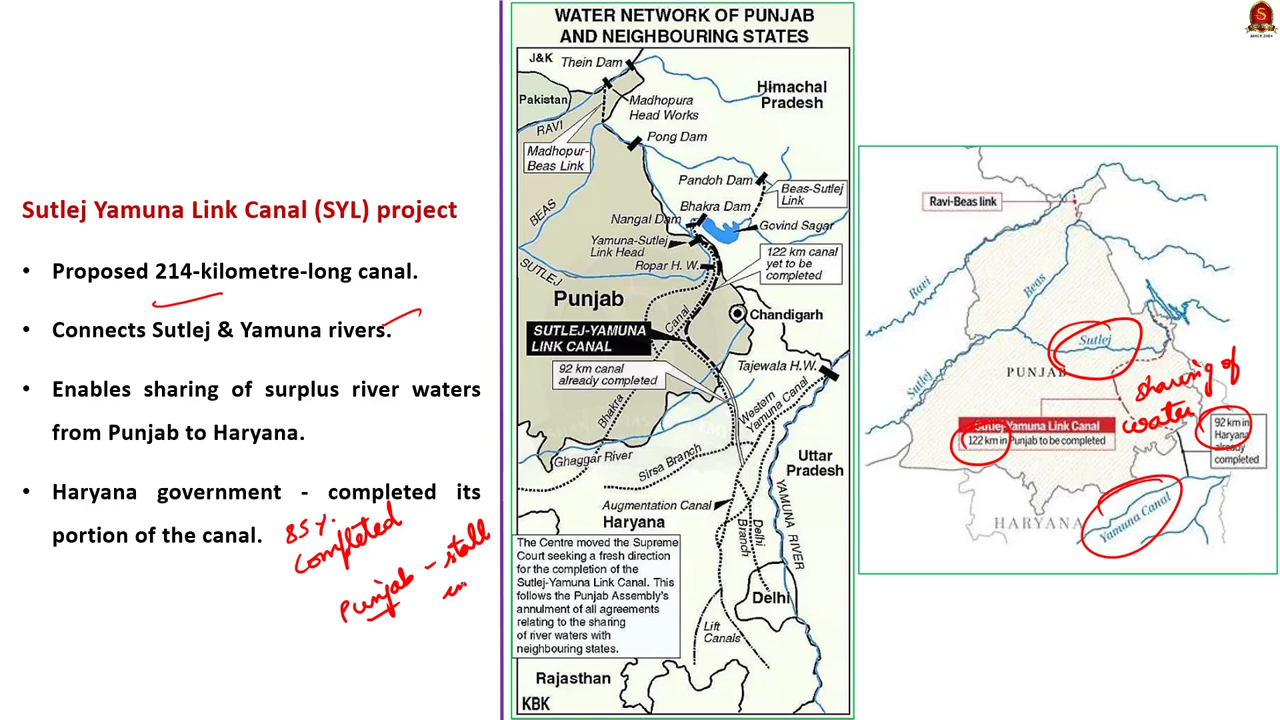 Sutlej Yamuna Link Canal (SYL) project
• Proposed 214-kilometre-long canal.
• Connects Sutlej & Yamuna rivers.
• Enables sharing of surplus river waters
from Punjab to Haryana.
• Haryana government - completed its
portion of the canal.
85%
completed
Punjab - stall
in
WATER NETWORK OF PUNJAB
AND NEIGHBOURING STATES
J&K
Thein Dam
Himachal
Pradesh
Pakistan
Madhopura
Head Works
RAVI
Pong Dam
Madhopur-
Beas Link
Pandoh Dam
Beas-Sutlej
Link
BEAS
Bhakra Dam
Nangal Dam
Govind Sagar
Yamuna-Sutlej
Link Head
122 km canal
yet to be
completed
SUTLEJ
Ropar H.W.
Punjab
Canal
Chandigarh
SUTLEJ-YAMUNA
LINK CANAL
92 km canal
already completed
Tajewala H.W.
Bhakra
Western
Yamuna Canal
Ghaggar River
Sirsa Branch
Uttar
Pradesh
Augmentation Canal
Haryana
Delhi
Branch
YAMUNA RIVER
The Centre moved the Supreme
Court seeking a fresh direction
for the completion of the
Sutlej-Yamuna Link Canal. This
follows the Punjab Assembly's
annulment of all agreements
relating to the sharing
of river waters with
neighbouring states.
Delhi
Lift
Canals
Rajasthan
KBK
S
SINCE 2004
Ravi-Beas link
Ravi
Beas
Sutlej
Sutlej
PUNJAB
sharing of
water
Sutlej Yamuna Link Canal
122 km in Punjab to be completed
92 km in
Haryana
already
completed
HARYANA
Yamuna Canal